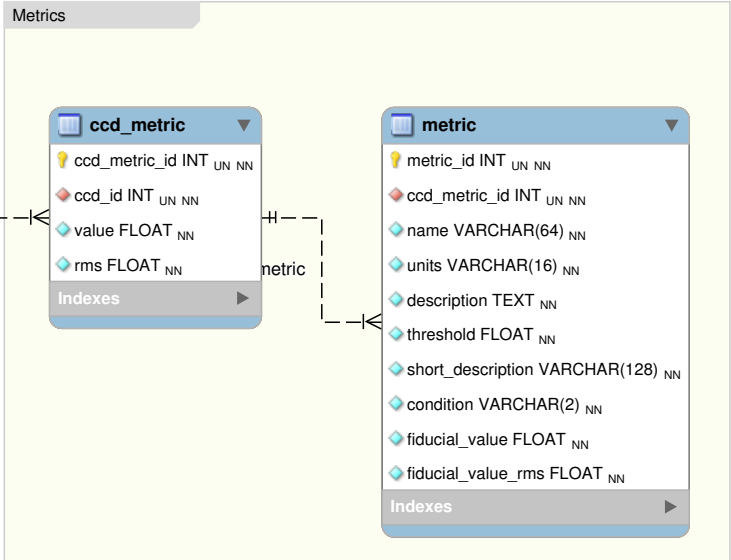 Metrics
ccd_metric
ccd_metric_id INT UN NN
ccd_id INT UN NN
value FLOAT NN
rms FLOAT NN
Indexes
metric
metric
metric_id INT UN NN
ccd_metric_id INT UN NN
name VARCHAR(64) NN
units VARCHAR(16) NN
description TEXT NN
threshold FLOAT NN
short_description VARCHAR(128) NN
condition VARCHAR(2) NN
fiducial_value FLOAT NN
fiducial_value_rms FLOAT NN
Indexes